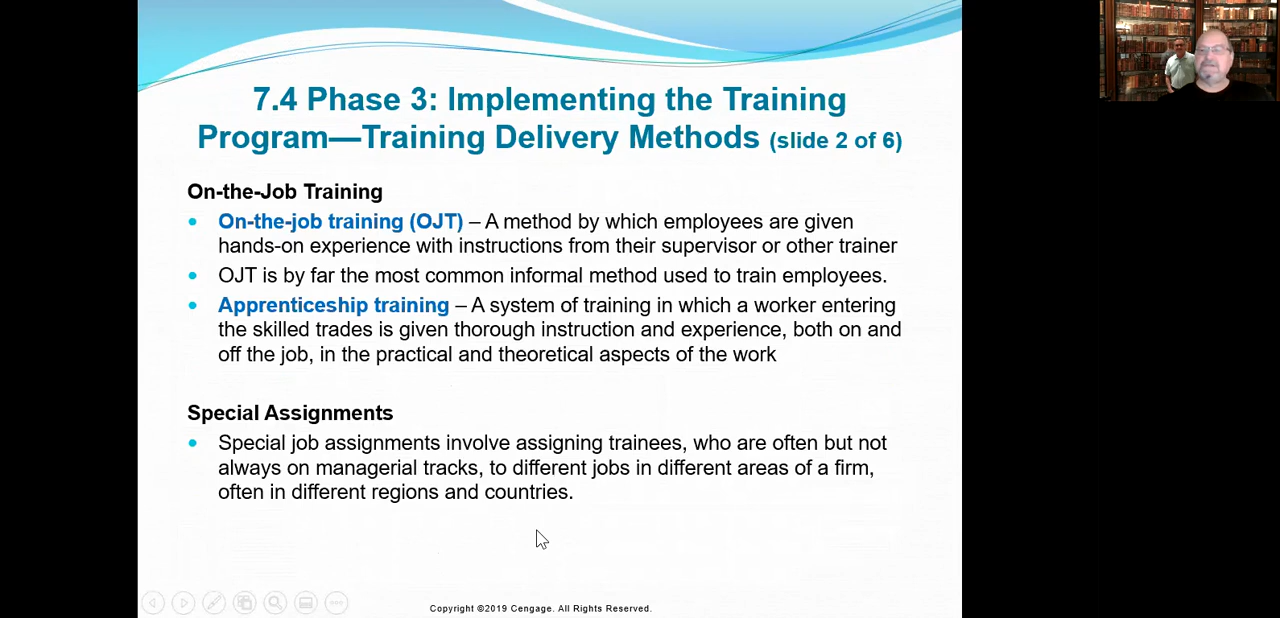 7.4 Phase 3: Implementing the Training
Program—Training Delivery Methods (slide 2 of 6)
On-the-Job Training
• On-the-job training (OJT) – A method by which employees are given
hands-on experience with instructions from their supervisor or other trainer
• OJT is by far the most common informal method used to train employees.
• Apprenticeship training – A system of training in which a worker entering
the skilled trades is given thorough instruction and experience, both on and
off the job, in the practical and theoretical aspects of the work
Special Assignments
• Special job assignments involve assigning trainees, who are often but not
always on managerial tracks, to different jobs in different areas of a firm,
often in different regions and countries.
Copyright ©2019 Cengage. All Rights Reserved.